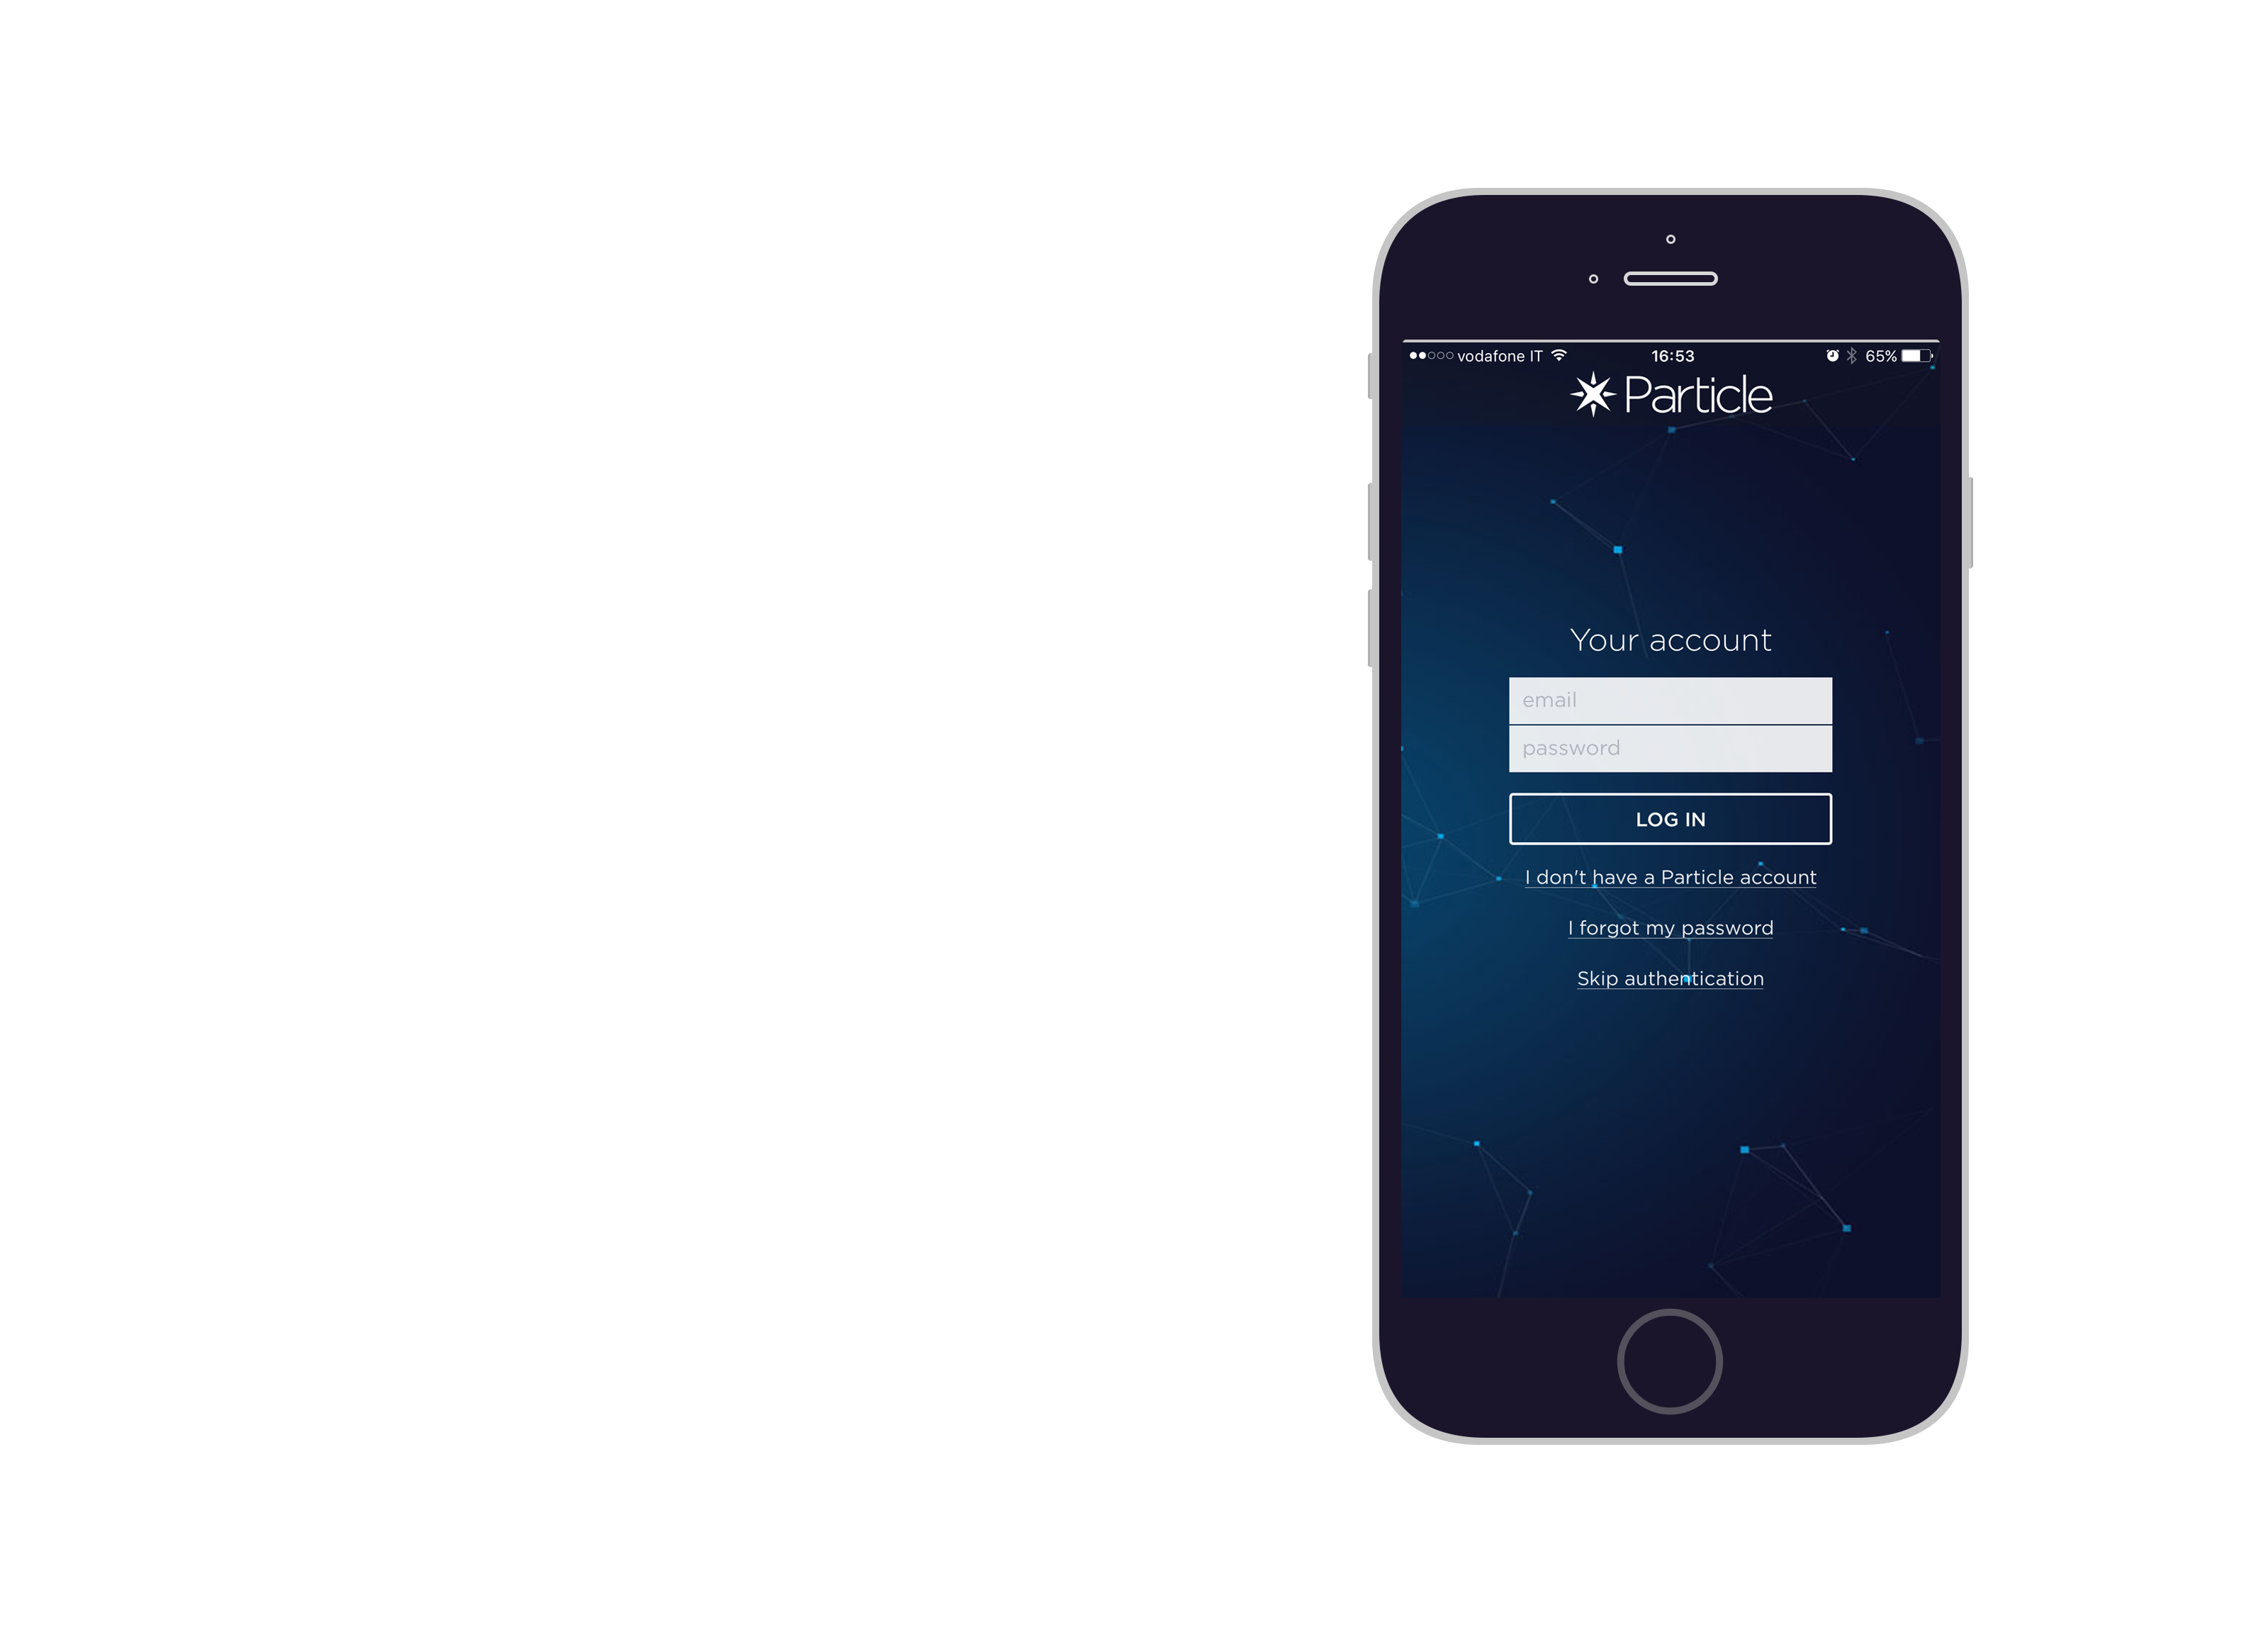 vodafone IT 16:53 65%
Particle
Your account
email
password
LOG IN
I don't have a Particle account
I forgot my password
Skip authentication